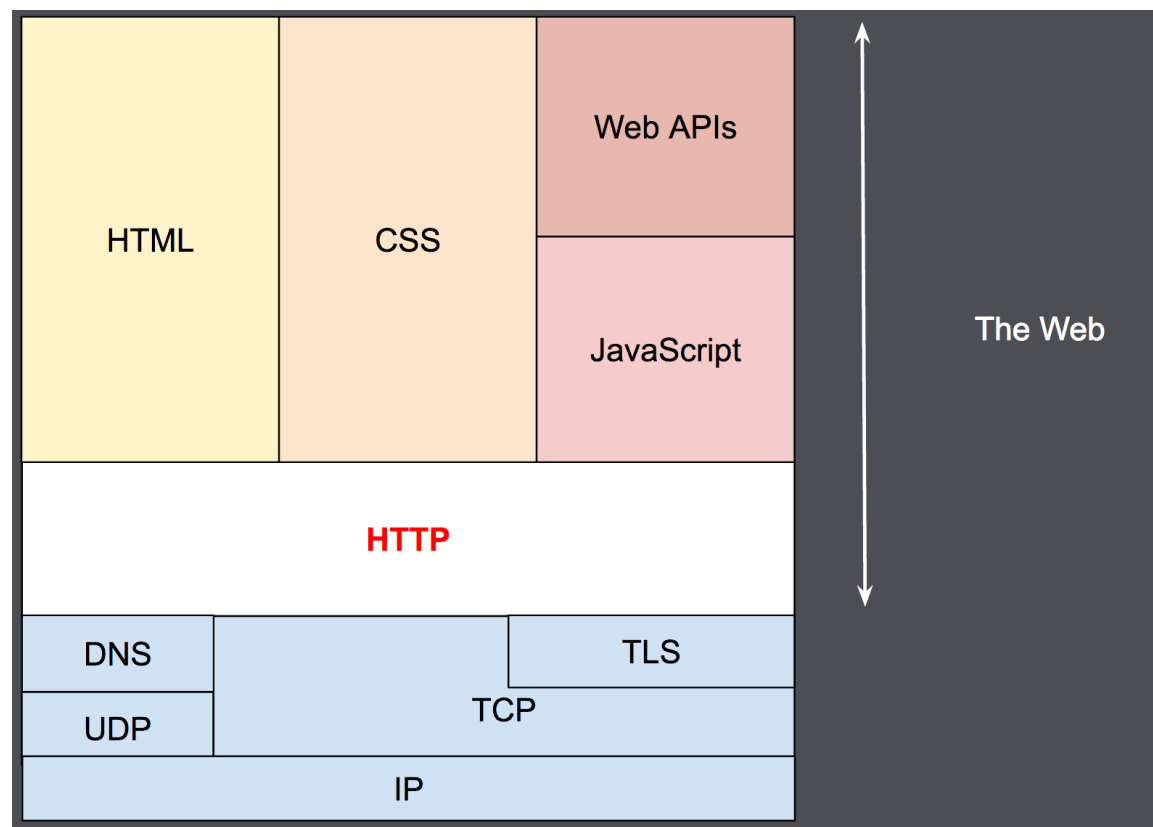 Web APIs
HTML
CSS
JavaScript
The Web
HTTP
DNS
TLS
TCP
UDP
IP